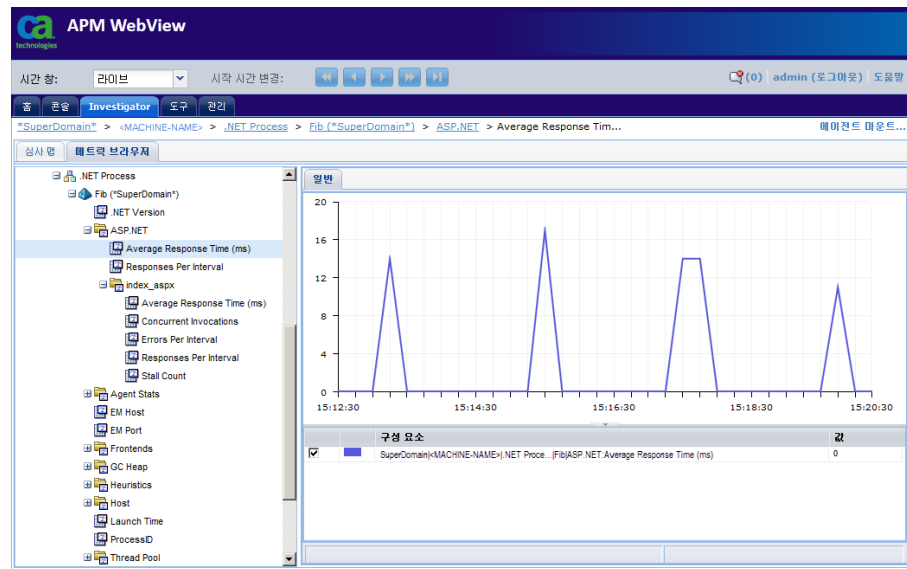 ca
technologies
APM WebView
시간 창: 라이브 시작 시간 변경: (0) admin (로그아웃) 도움말
홈 콘솔 Investigator 도구 관리
*SuperDomain* > <MACHINE-NAME> > .NET Process > Fib (*SuperDomain*) > ASP.NET > Average Response Tim... 에이전트 마운트...
심사 맵 메트릭 브라우저
.NET Process
Fib (*SuperDomain*)
.NET Version
ASP.NET
Average Response Time (ms)
Responses Per Interval
index_aspx
Average Response Time (ms)
Concurrent Invocations
Errors Per Interval
Responses Per Interval
Stall Count
Agent Stats
EM Host
EM Port
Frontends
GC Heap
Heuristics
Host
Launch Time
ProcessID
Thread Pool
일반
20
16
12
8
4
0
15:12:30 15:14:30 15:16:30 15:18:30 15:20:30
구성 요소 값
SuperDomain|<MACHINE-NAME>|.NET Proce...|Fib|ASP.NET:Average Response Time (ms) 0